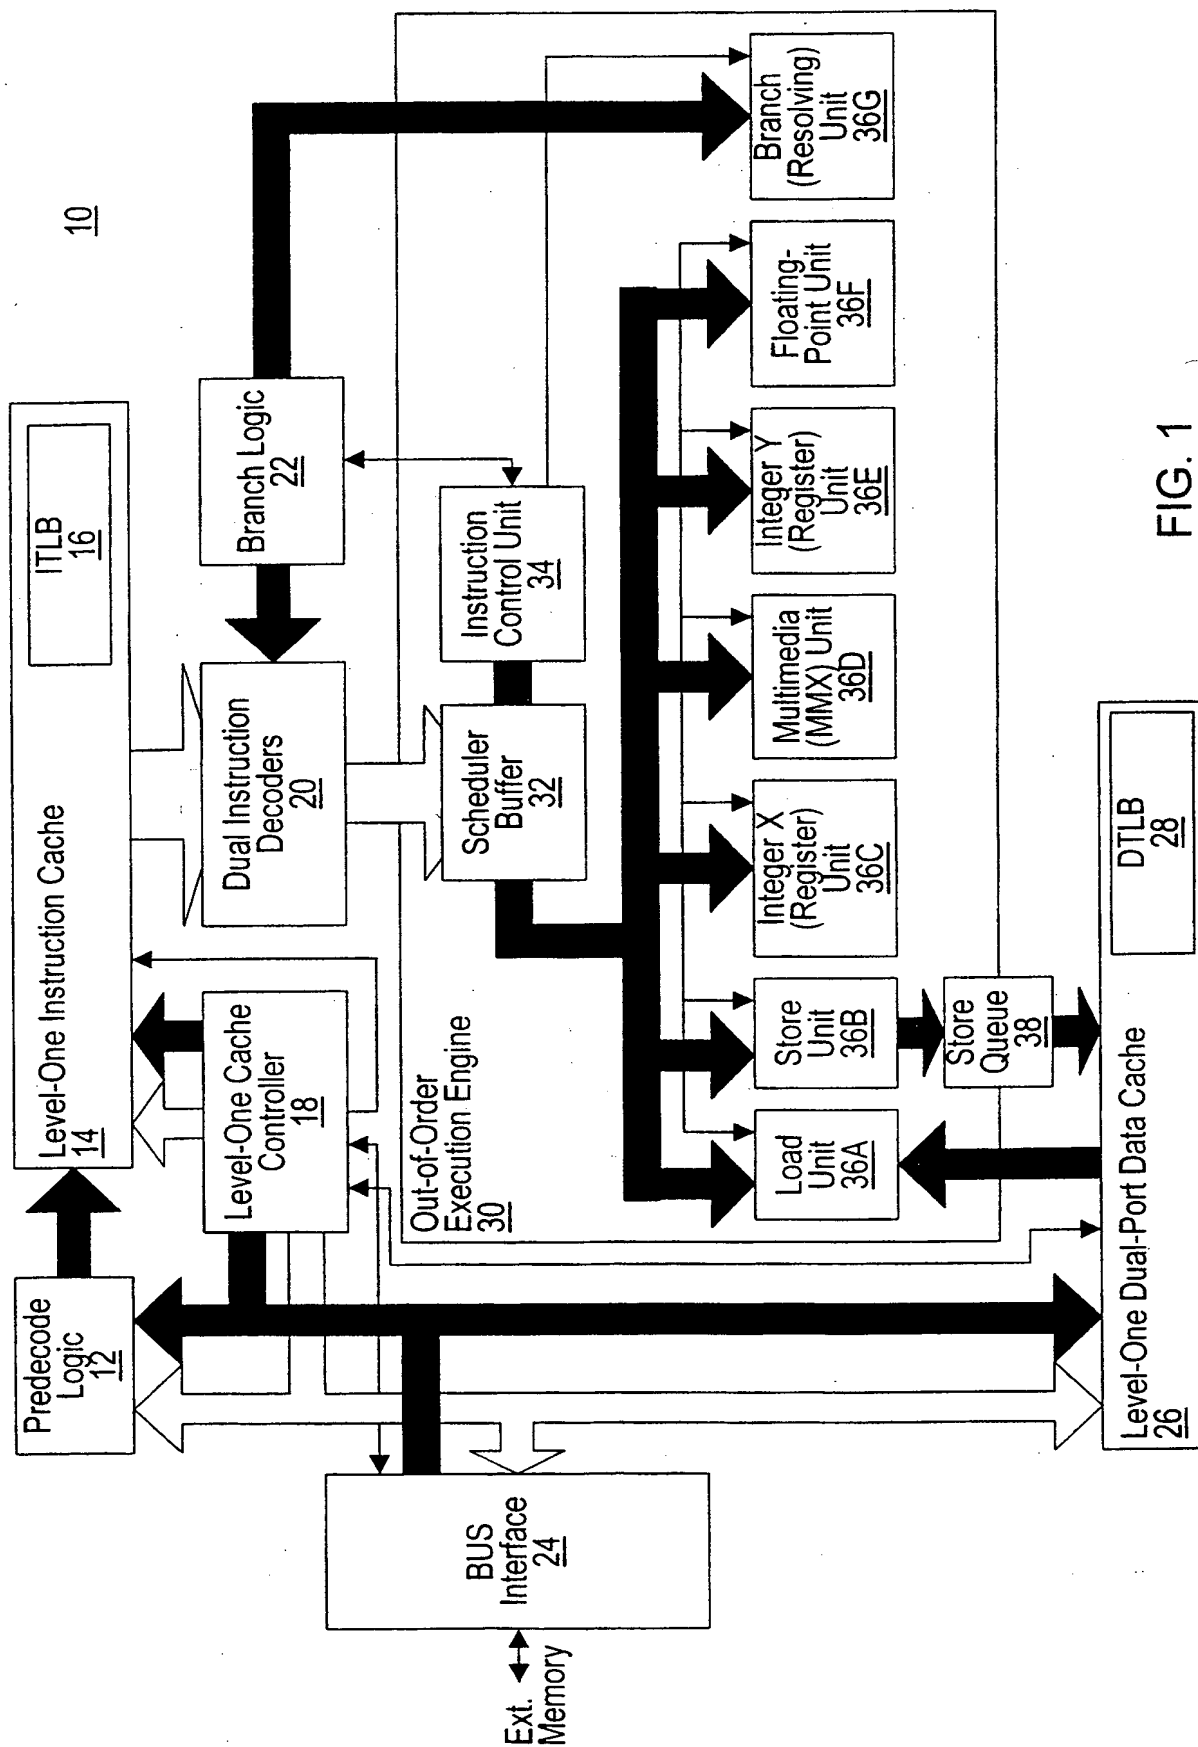 10
Predecode
Logic
12
Level-One Instruction Cache
14
ITLB
16
Level-One Cache
Controller
18
Dual Instruction
Decoders
20
Branch Logic
22
BUS
Interface
24
Ext.
Memory
Out-of-Order
Execution Engine
30
Scheduler
Buffer
32
Instruction
Control Unit
34
Load
Unit
36A
Store
Unit
36B
Integer X
(Register)
Unit
36C
Multimedia
(MMX) Unit
36D
Integer Y
(Register)
Unit
36E
Floating-
Point Unit
36F
Branch
(Resolving)
Unit
36G
Store
Queue
38
Level-One Dual-Port Data Cache
26
DTLB
28
FIG. 1